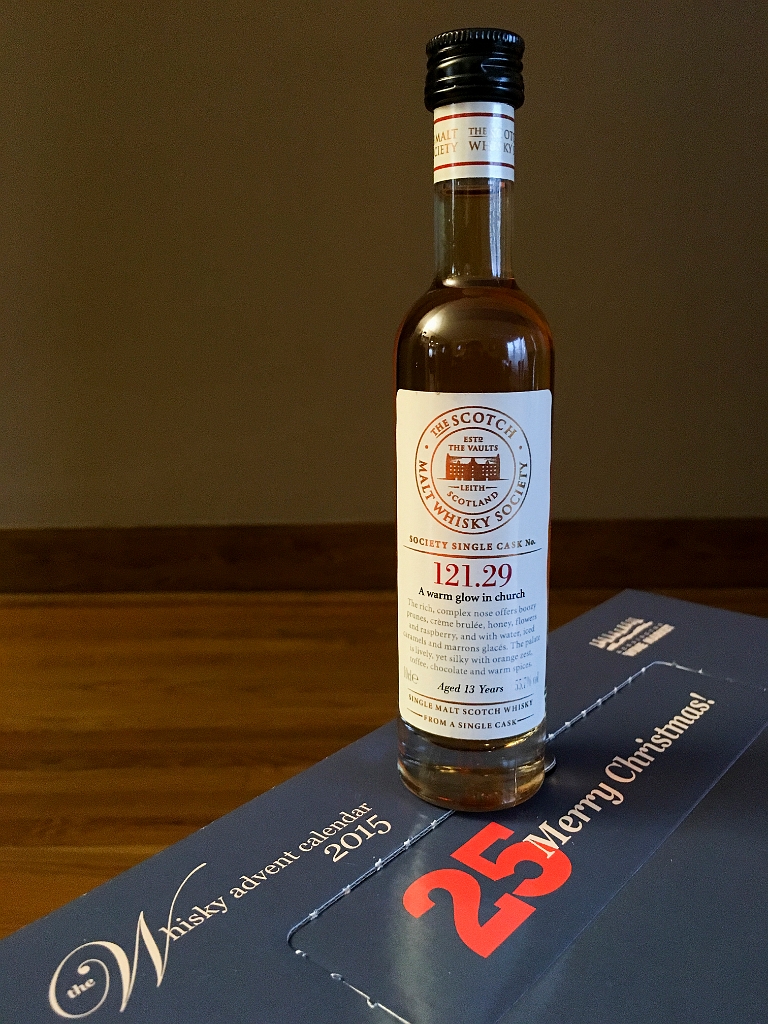 MALT THE SCOT
CIETY WHISKY
THE SCOTCH
MALT WHISKY SOCIETY
ESTD
THE VAULTS
LEITH
SCOTLAND
SOCIETY SINGLE CASK No.
121.29
A warm glow in church
The rich, complex nose offers boozy
prunes, crème brulée, honey, flowers
and raspberry, and with water, iced
caramels and marrons glacés. The palate
is lively, yet silky with orange zest,
toffee, chocolate and warm spices.
Aged 13 Years
SINGLE MALT SCOTCH WHISKY
FROM A SINGLE CASK
the Whisky advent calendar
2015
25
Merry Christmas!